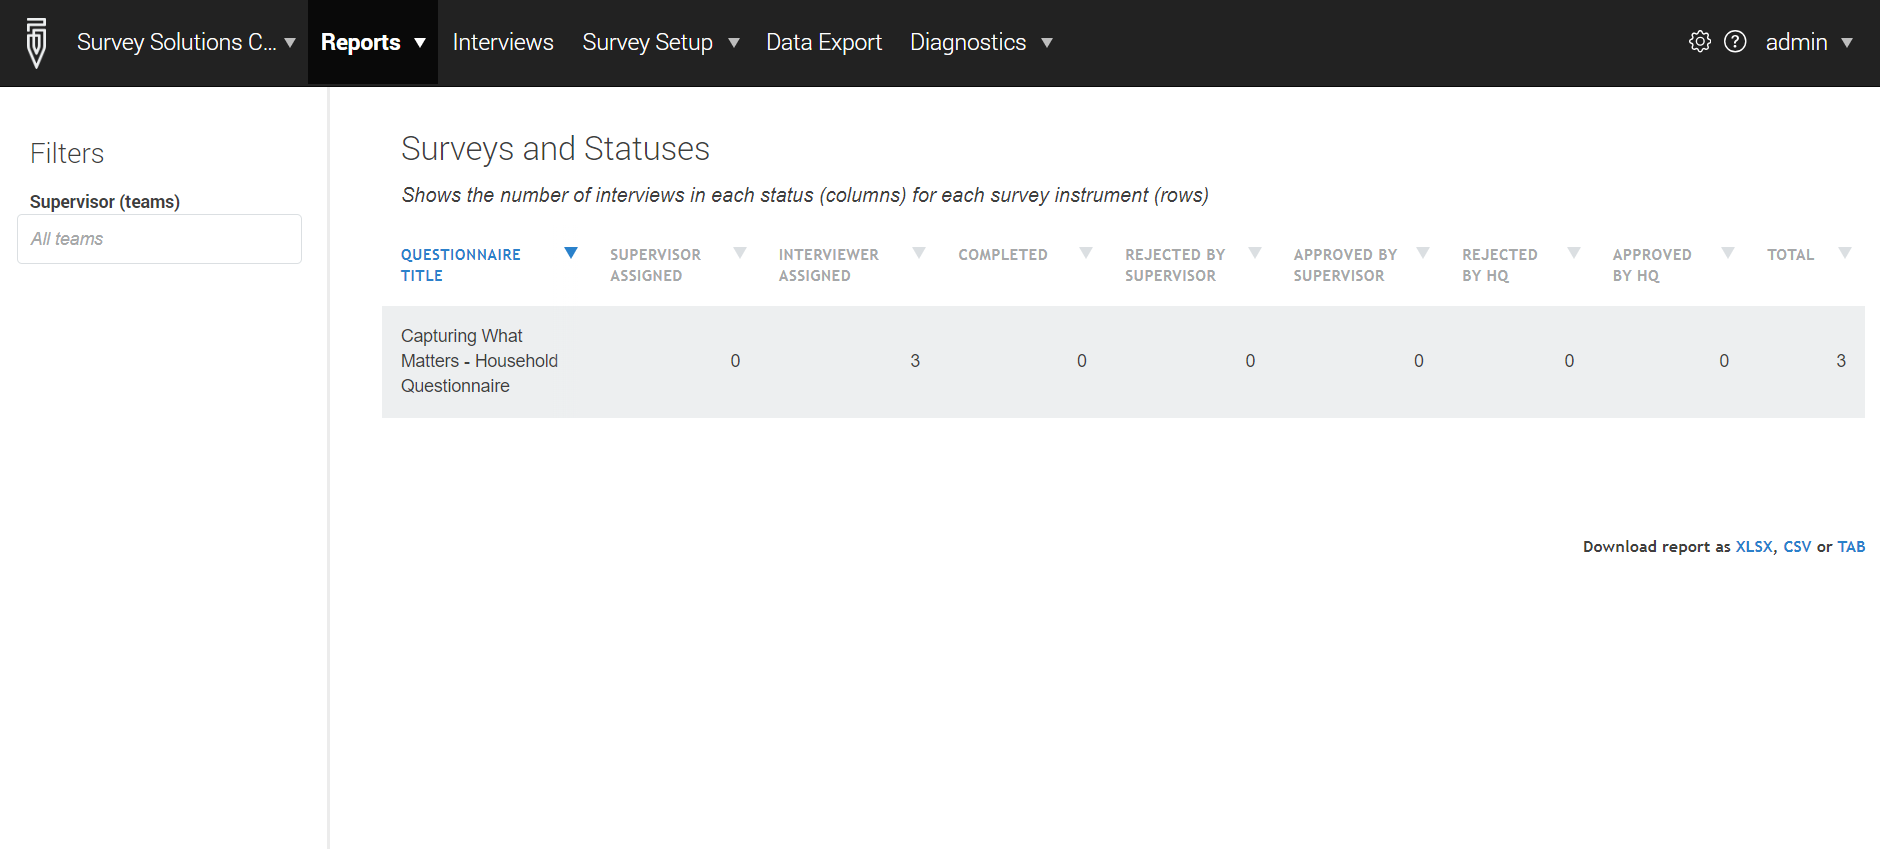 Survey Solutions C... Reports Interviews Survey Setup Data Export Diagnostics ? admin
Filters
Supervisor (teams)
All teams
Surveys and Statuses
Shows the number of interviews in each status (columns) for each survey instrument (rows)
QUESTIONNAIRE TITLE
SUPERVISOR ASSIGNED
INTERVIEWER ASSIGNED
COMPLETED
REJECTED BY SUPERVISOR
APPROVED BY SUPERVISOR
REJECTED BY HQ
APPROVED BY HQ
TOTAL
Capturing What
Matters - Household
Questionnaire
0 3 0 0 0 0 0 3
Download report as XLSX, CSV or TAB